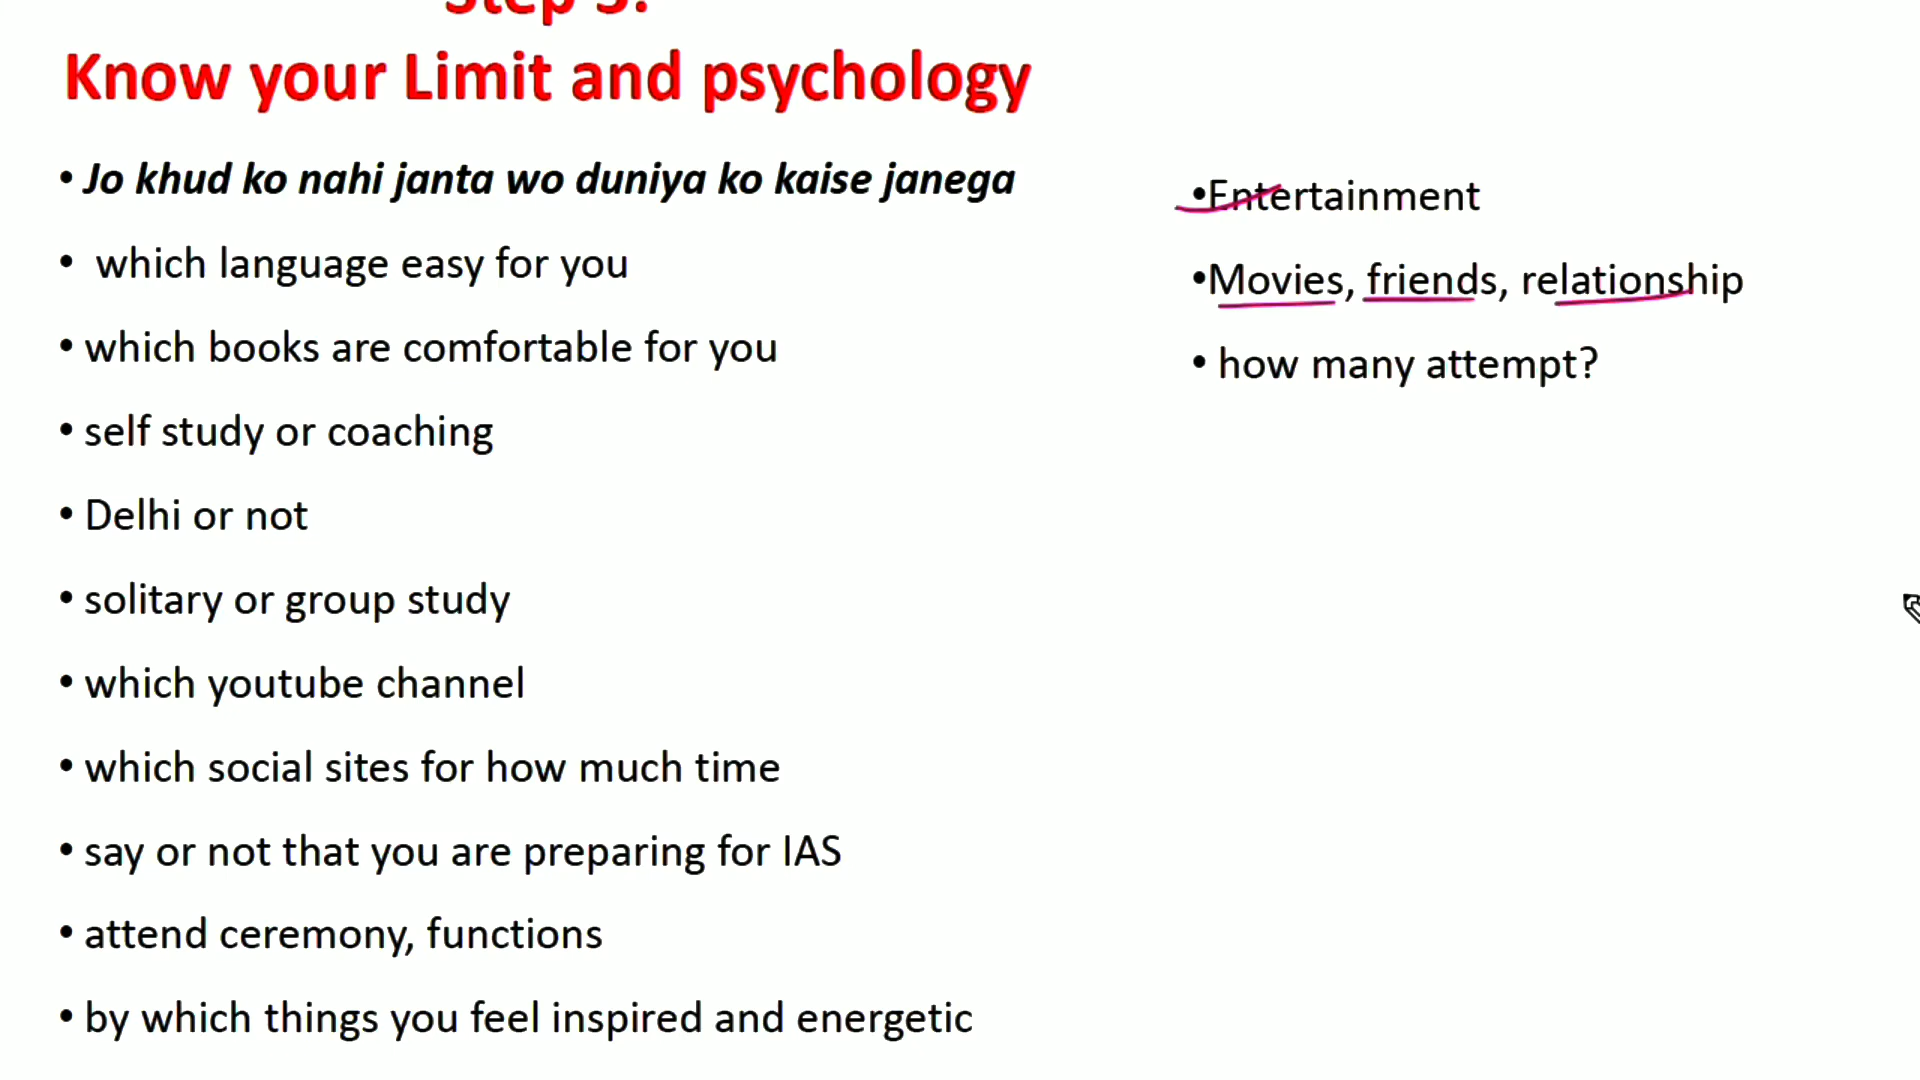 Step 3:
Know your Limit and psychology
• Jo khud ko nahi janta wo duniya ko kaise janega
• which language easy for you
• which books are comfortable for you
• self study or coaching
• Delhi or not
• solitary or group study
• which youtube channel
• which social sites for how much time
• say or not that you are preparing for IAS
• attend ceremony, functions
• by which things you feel inspired and energetic
•Entertainment
•Movies, friends, relationship
• how many attempt?